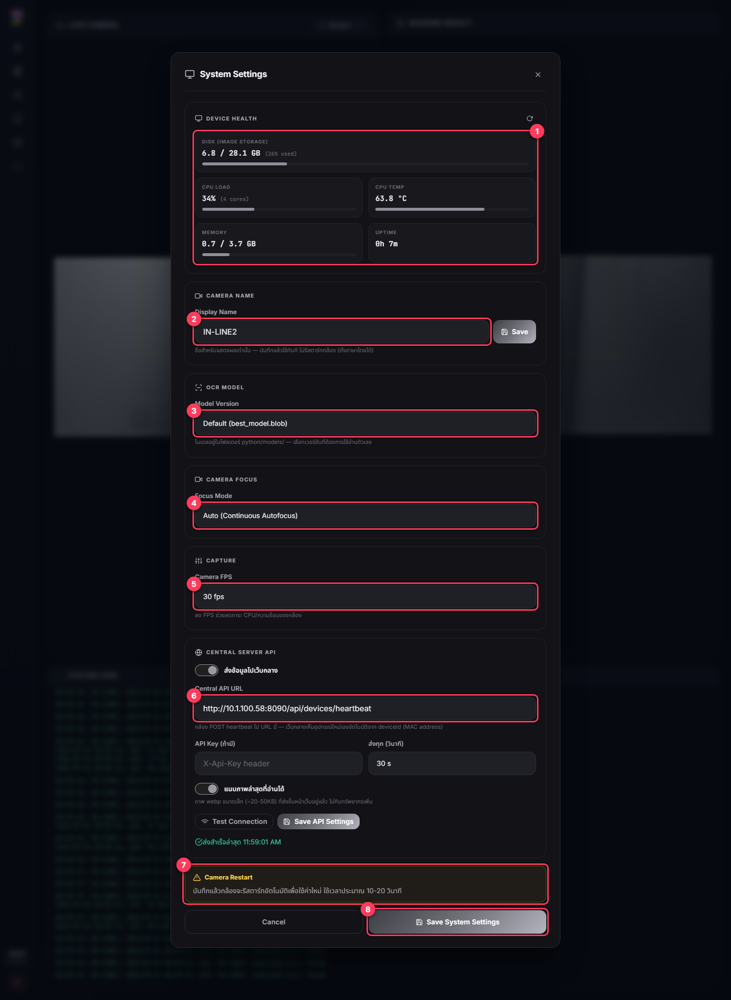 System Settings
DEVICE HEALTH
1
DISK (IMAGE STORAGE)
6.8 / 28.1 GB (26% used)
CPU LOAD
34% (4 cores)
CPU TEMP
63.8 °C
MEMORY
0.7 / 3.7 GB
UPTIME
0h 7m
CAMERA NAME
Display Name
2
IN-LINE2
Save
ชื่อสำหรับแสดงผลเท่านั้น — บันทึกแล้วใช้ทันที ไม่รีสตาร์ทกล้อง (ตั้งภาษาไทยได้)
OCR MODEL
Model Version
3
Default (best_model.blob)
โมเดลอยู่ในโฟลเดอร์ python/models/ — เลือกเวอร์ชันที่ต้องการใช้อ่านตัวเลข
CAMERA FOCUS
Focus Mode
4
Auto (Continuous Autofocus)
CAPTURE
Camera FPS
5
30 fps
ลด FPS ช่วยลดภาระ CPU/ความร้อนของกล้อง
CENTRAL SERVER API
ส่งข้อมูลไปเว็บกลาง
Central API URL
6
http://10.1.100.58:8090/api/devices/heartbeat
กล้อง POST heartbeat ไป URL นี้ — เว็บกลางเห็นอุปกรณ์ใหม่เองอัตโนมัติจาก deviceId (MAC address)
API Key (ถ้ามี)
ส่งทุก (วินาที)
X-Api-Key header
30 s
แนบภาพล่าสุดที่อ่านได้
ภาพ webp ขนาดเล็ก (~20-50KB) ที่ส่งขึ้นหน้าเว็บอยู่แล้ว ไม่กินทรัพยากรเพิ่ม
Test Connection
Save API Settings
ส่งสำเร็จล่าสุด 11:59:01 AM
7
Camera Restart
บันทึกแล้วกล้องจะรีสตาร์ทอัตโนมัติเพื่อใช้ค่าใหม่ ใช้เวลาประมาณ 10-20 วินาที
8
Cancel
Save System Settings